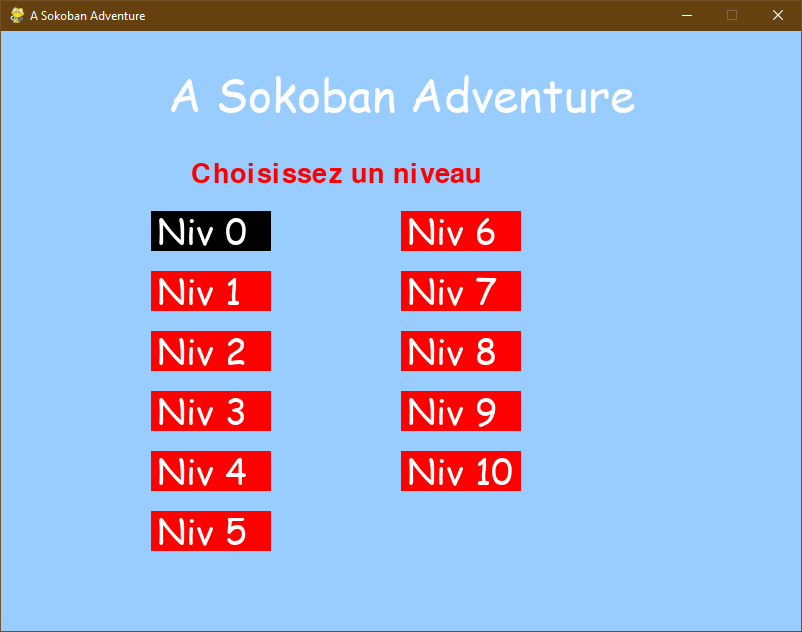 A Sokoban Adventure
A Sokoban Adventure
Choisissez un niveau
Niv 0
Niv 1
Niv 2
Niv 3
Niv 4
Niv 5
Niv 6
Niv 7
Niv 8
Niv 9
Niv 10